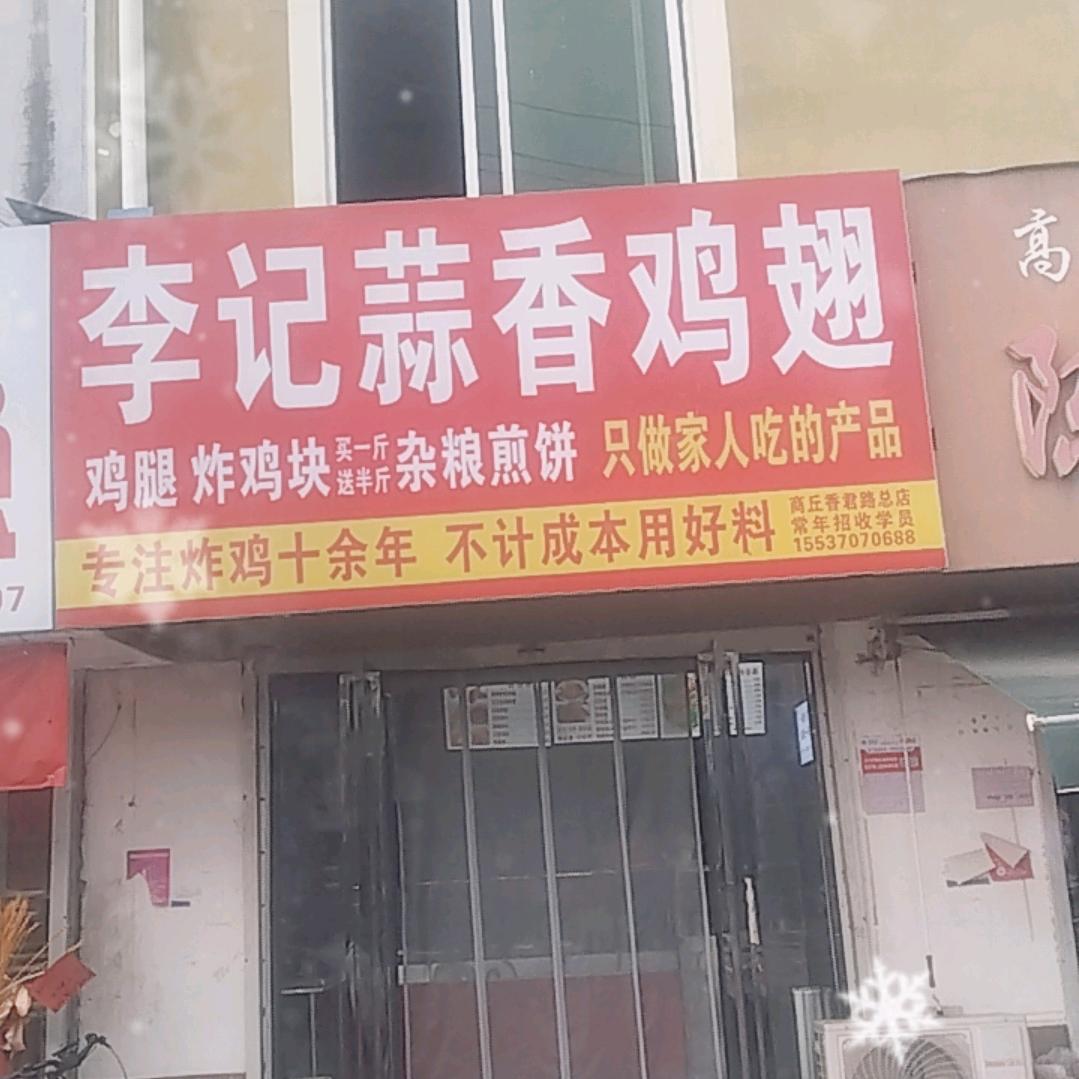 李记蒜香鸡翅
鸡腿 炸鸡块 买一斤 送半斤 杂粮煎饼 只做家人吃的产品
专注炸鸡十余年 不计成本用好料
商丘香君路总店
常年招收学员
15537070688
高
97